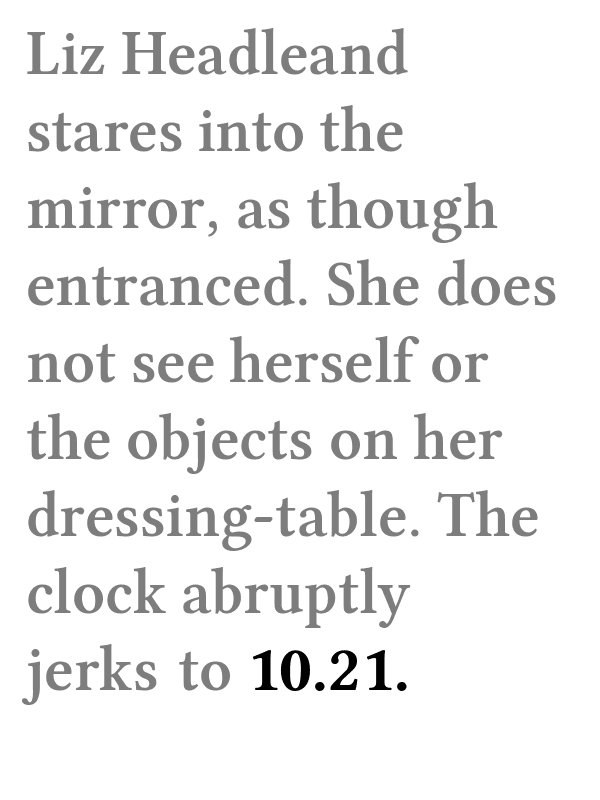 Liz Headleand
stares into the
mirror, as though
entranced. She does
not see herself or
the objects on her
dressing-table. The
clock abruptly
jerks to 10.21.